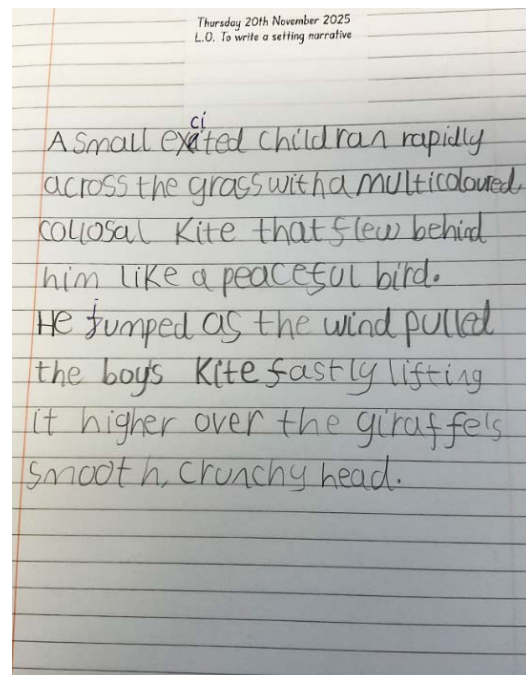 Thursday 20th November 2025
L.O. To write a setting narrative
ci
A small exated child ran rapidly
across the grass with a multicoloured,
collosal kite that flew behind
him like a peaceful bird.
He jumped as the wind pulled
the boy's kite fastly lifting
it higher over the giraffe's
smooth, crunchy head.